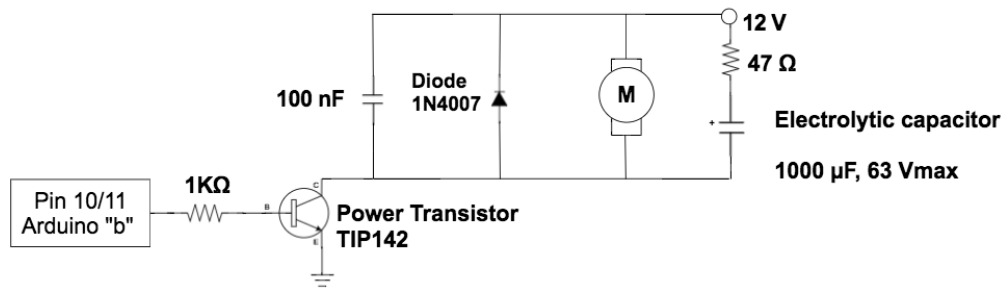 12 V
47 Ω
Diode
1N4007
100 nF
M
+
Electrolytic capacitor
1000 µF, 63 Vmax
1KΩ
C
B
E
Pin 10/11
Arduino "b"
Power Transistor
TIP142